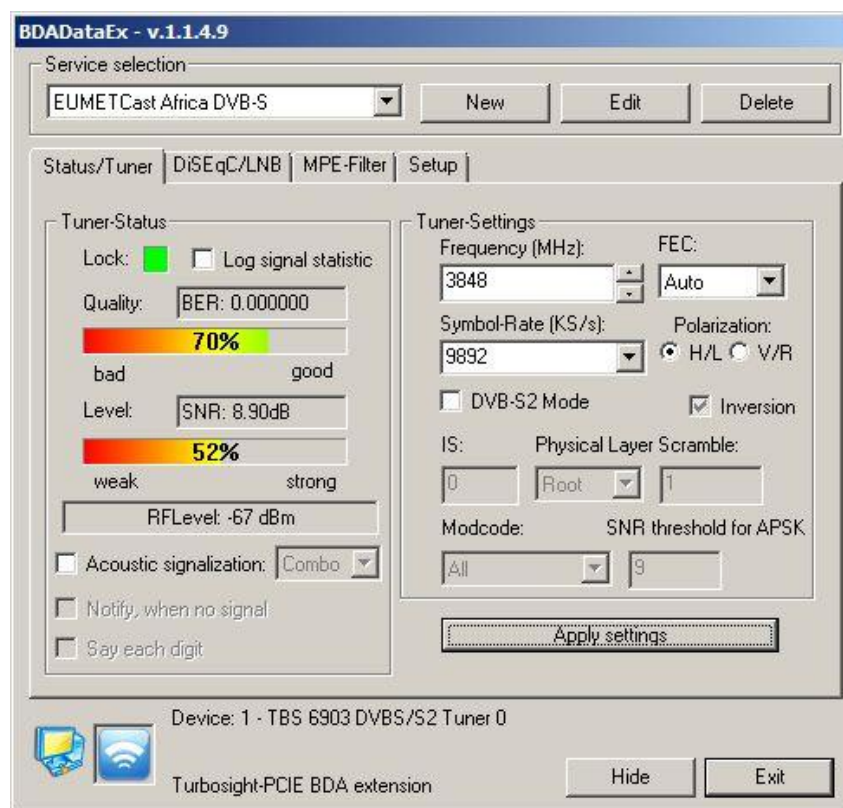 BDADataEx - v.1.1.4.9
Service selection
EUMETCast Africa DVB-S
New
Edit
Delete
Status/Tuner
DiSEqC/LNB
MPE-Filter
Setup
Tuner-Status
Lock:
Log signal statistic
Quality:
BER: 0.000000
70%
bad
good
Level:
SNR: 8.90dB
52%
weak
strong
RFLevel: -67 dBm
Acoustic signalization:
Combo
Notify, when no signal
Say each digit
Tuner-Settings
Frequency (MHz):
FEC:
3848
Auto
Symbol-Rate (KS/s):
Polarization:
9892
H/L
V/R
DVB-S2 Mode
Inversion
IS:
Physical Layer Scramble:
0
Root
1
Modcode:
SNR threshold for APSK
All
9
Apply settings
Device: 1 - TBS 6903 DVBS/S2 Tuner 0
Turbosight-PCIE BDA extension
Hide
Exit